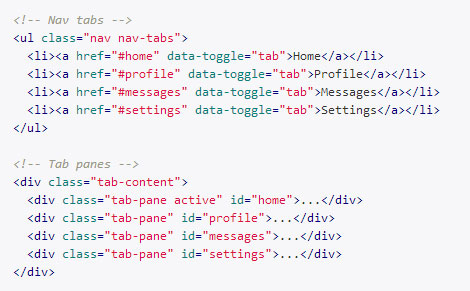 <!-- Nav tabs -->
<ul class="nav nav-tabs">
  <li><a href="#home" data-toggle="tab">Home</a></li>
  <li><a href="#profile" data-toggle="tab">Profile</a></li>
  <li><a href="#messages" data-toggle="tab">Messages</a></li>
  <li><a href="#settings" data-toggle="tab">Settings</a></li>
</ul>

<!-- Tab panes -->
<div class="tab-content">
  <div class="tab-pane active" id="home">...</div>
  <div class="tab-pane" id="profile">...</div>
  <div class="tab-pane" id="messages">...</div>
  <div class="tab-pane" id="settings">...</div>
</div>